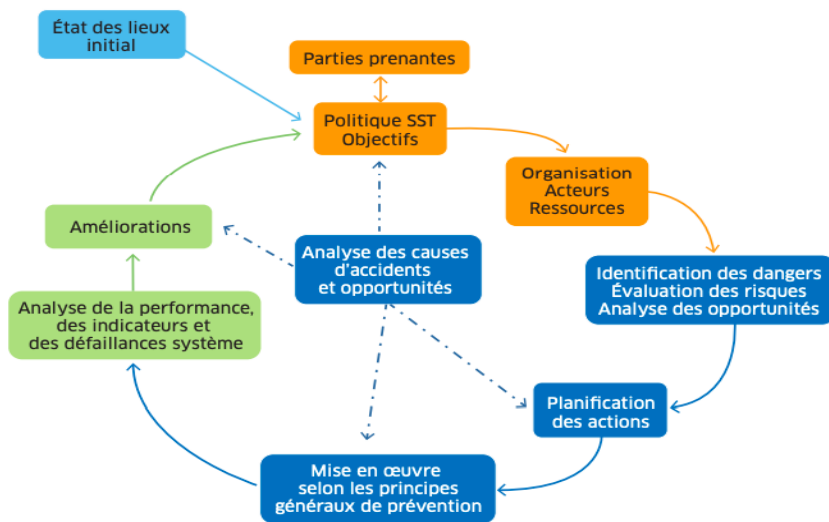 État des lieux
initial
Parties prenantes
Politique SST
Objectifs
Organisation
Acteurs
Ressources
Améliorations
Analyse des causes
d'accidents
et opportunités
Identification des dangers
Évaluation des risques
Analyse des opportunités
Analyse de la performance,
des indicateurs et
des défaillances système
Planification
des actions
Mise en œuvre
selon les principes
généraux de prévention